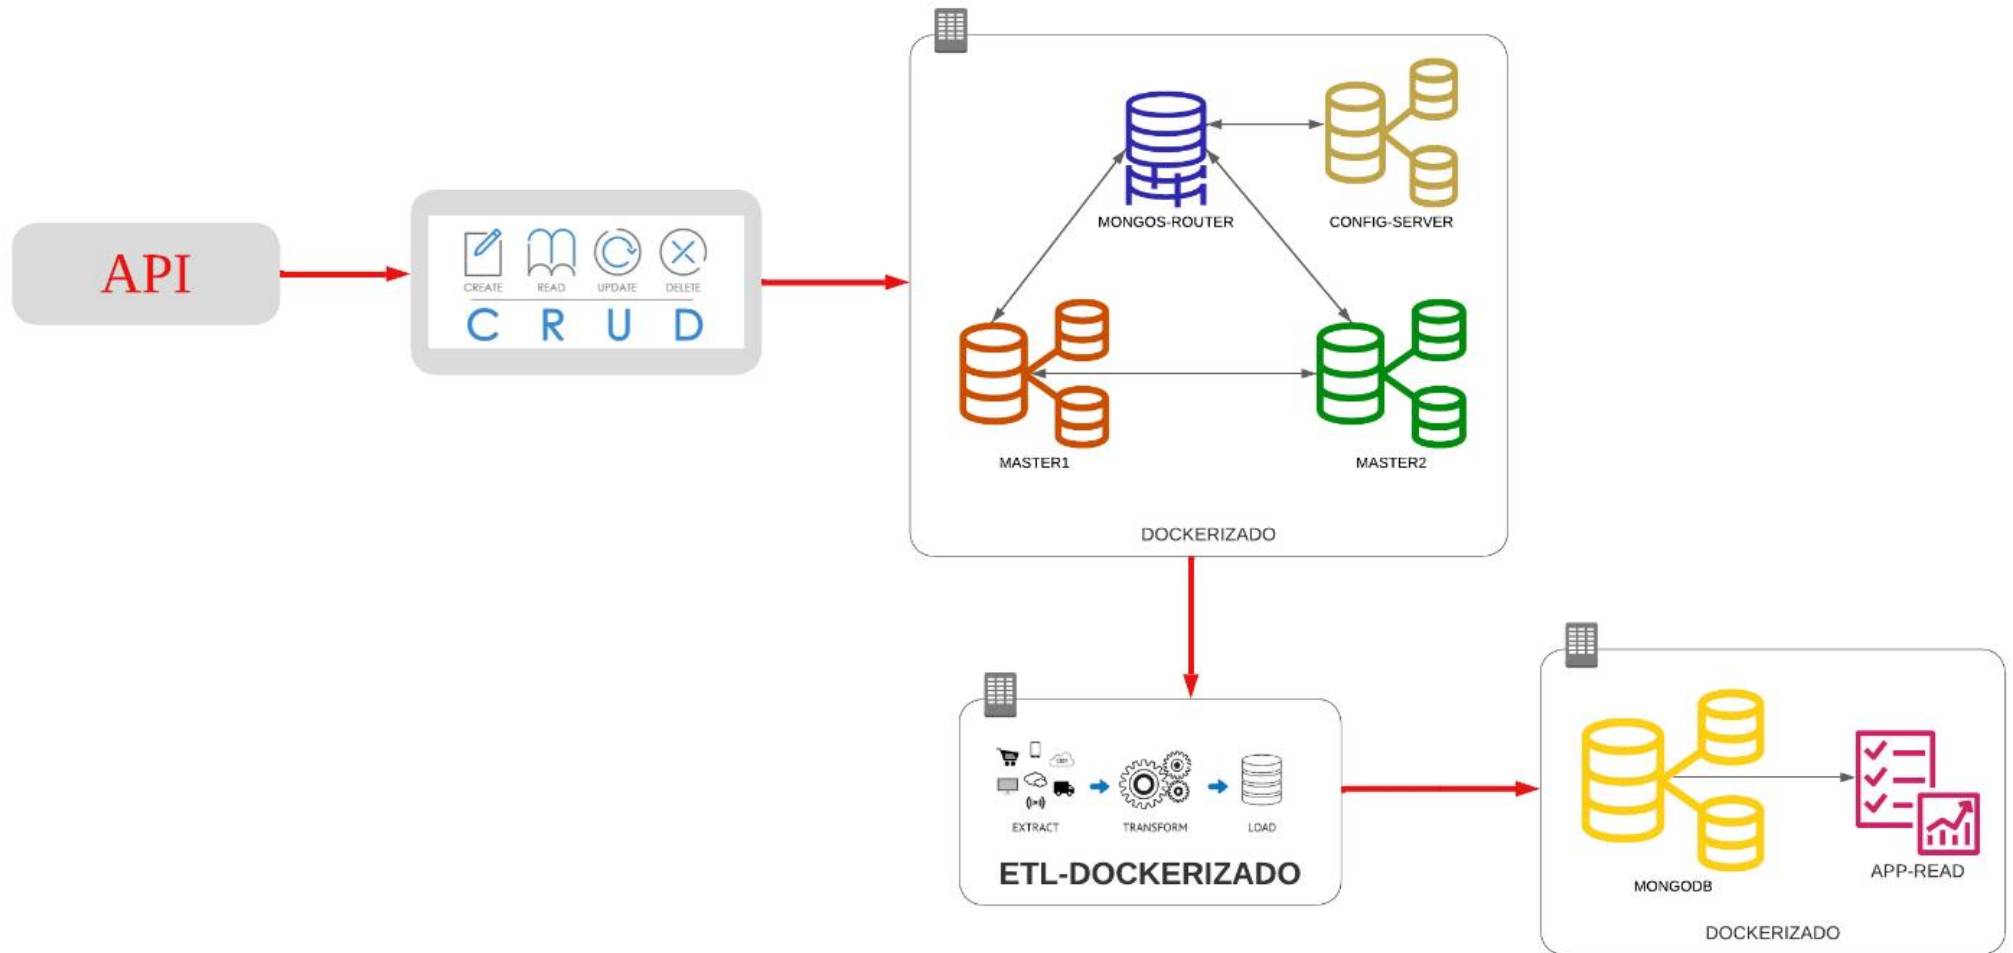 API
CREATE READ UPDATE DELETE
C R U D
MONGOS-ROUTER
CONFIG-SERVER
MASTER1
MASTER2
DOCKERIZADO
EXTRACT TRANSFORM LOAD
ETL-DOCKERIZADO
MONGODB
APP-READ
DOCKERIZADO